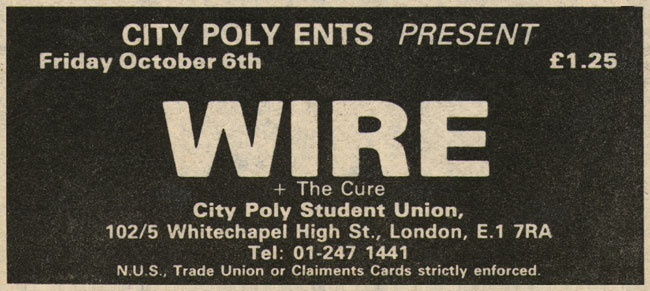 CITY POLY ENTS PRESENT
Friday October 6th £1.25
WIRE
+ The Cure
City Poly Student Union,
102/5 Whitechapel High St., London, E.1 7RA
Tel: 01-247 1441
N.U.S., Trade Union or Claiments Cards strictly enforced.